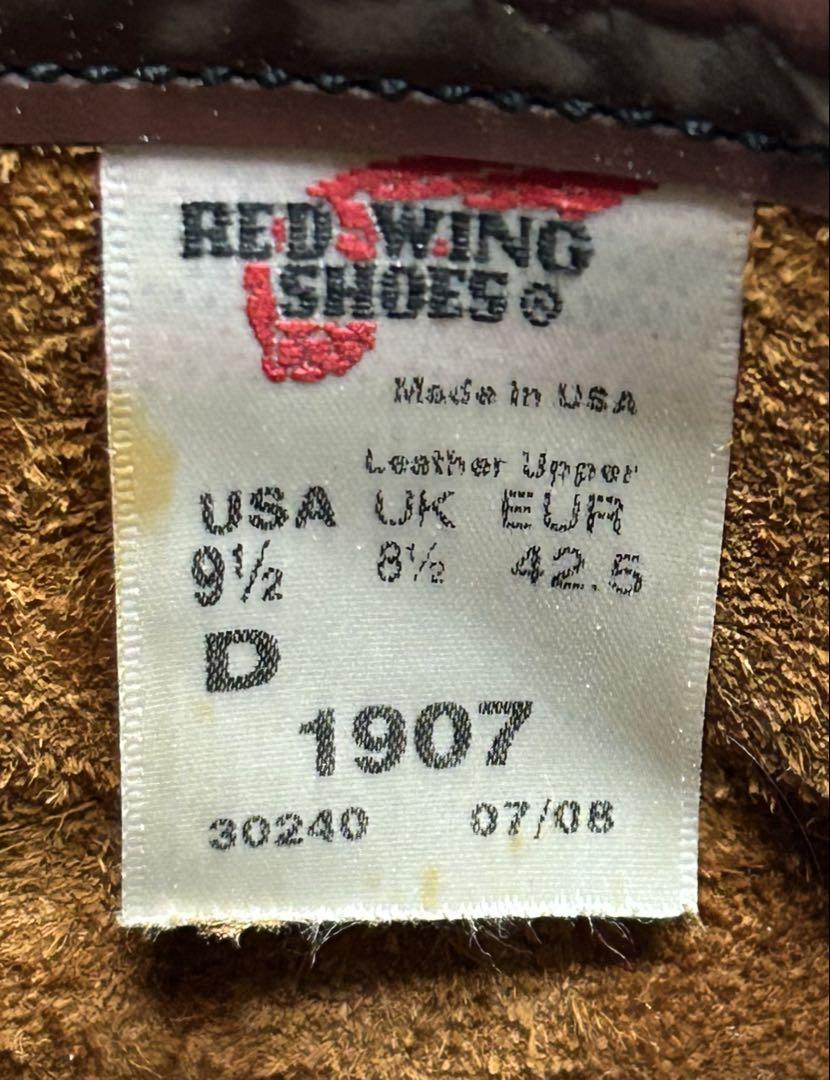 RED WING
SHOES®
Made in USA
Leather Upper
USA UK EUR
9½ 8½ 42.5
D
1907
30240 07/08